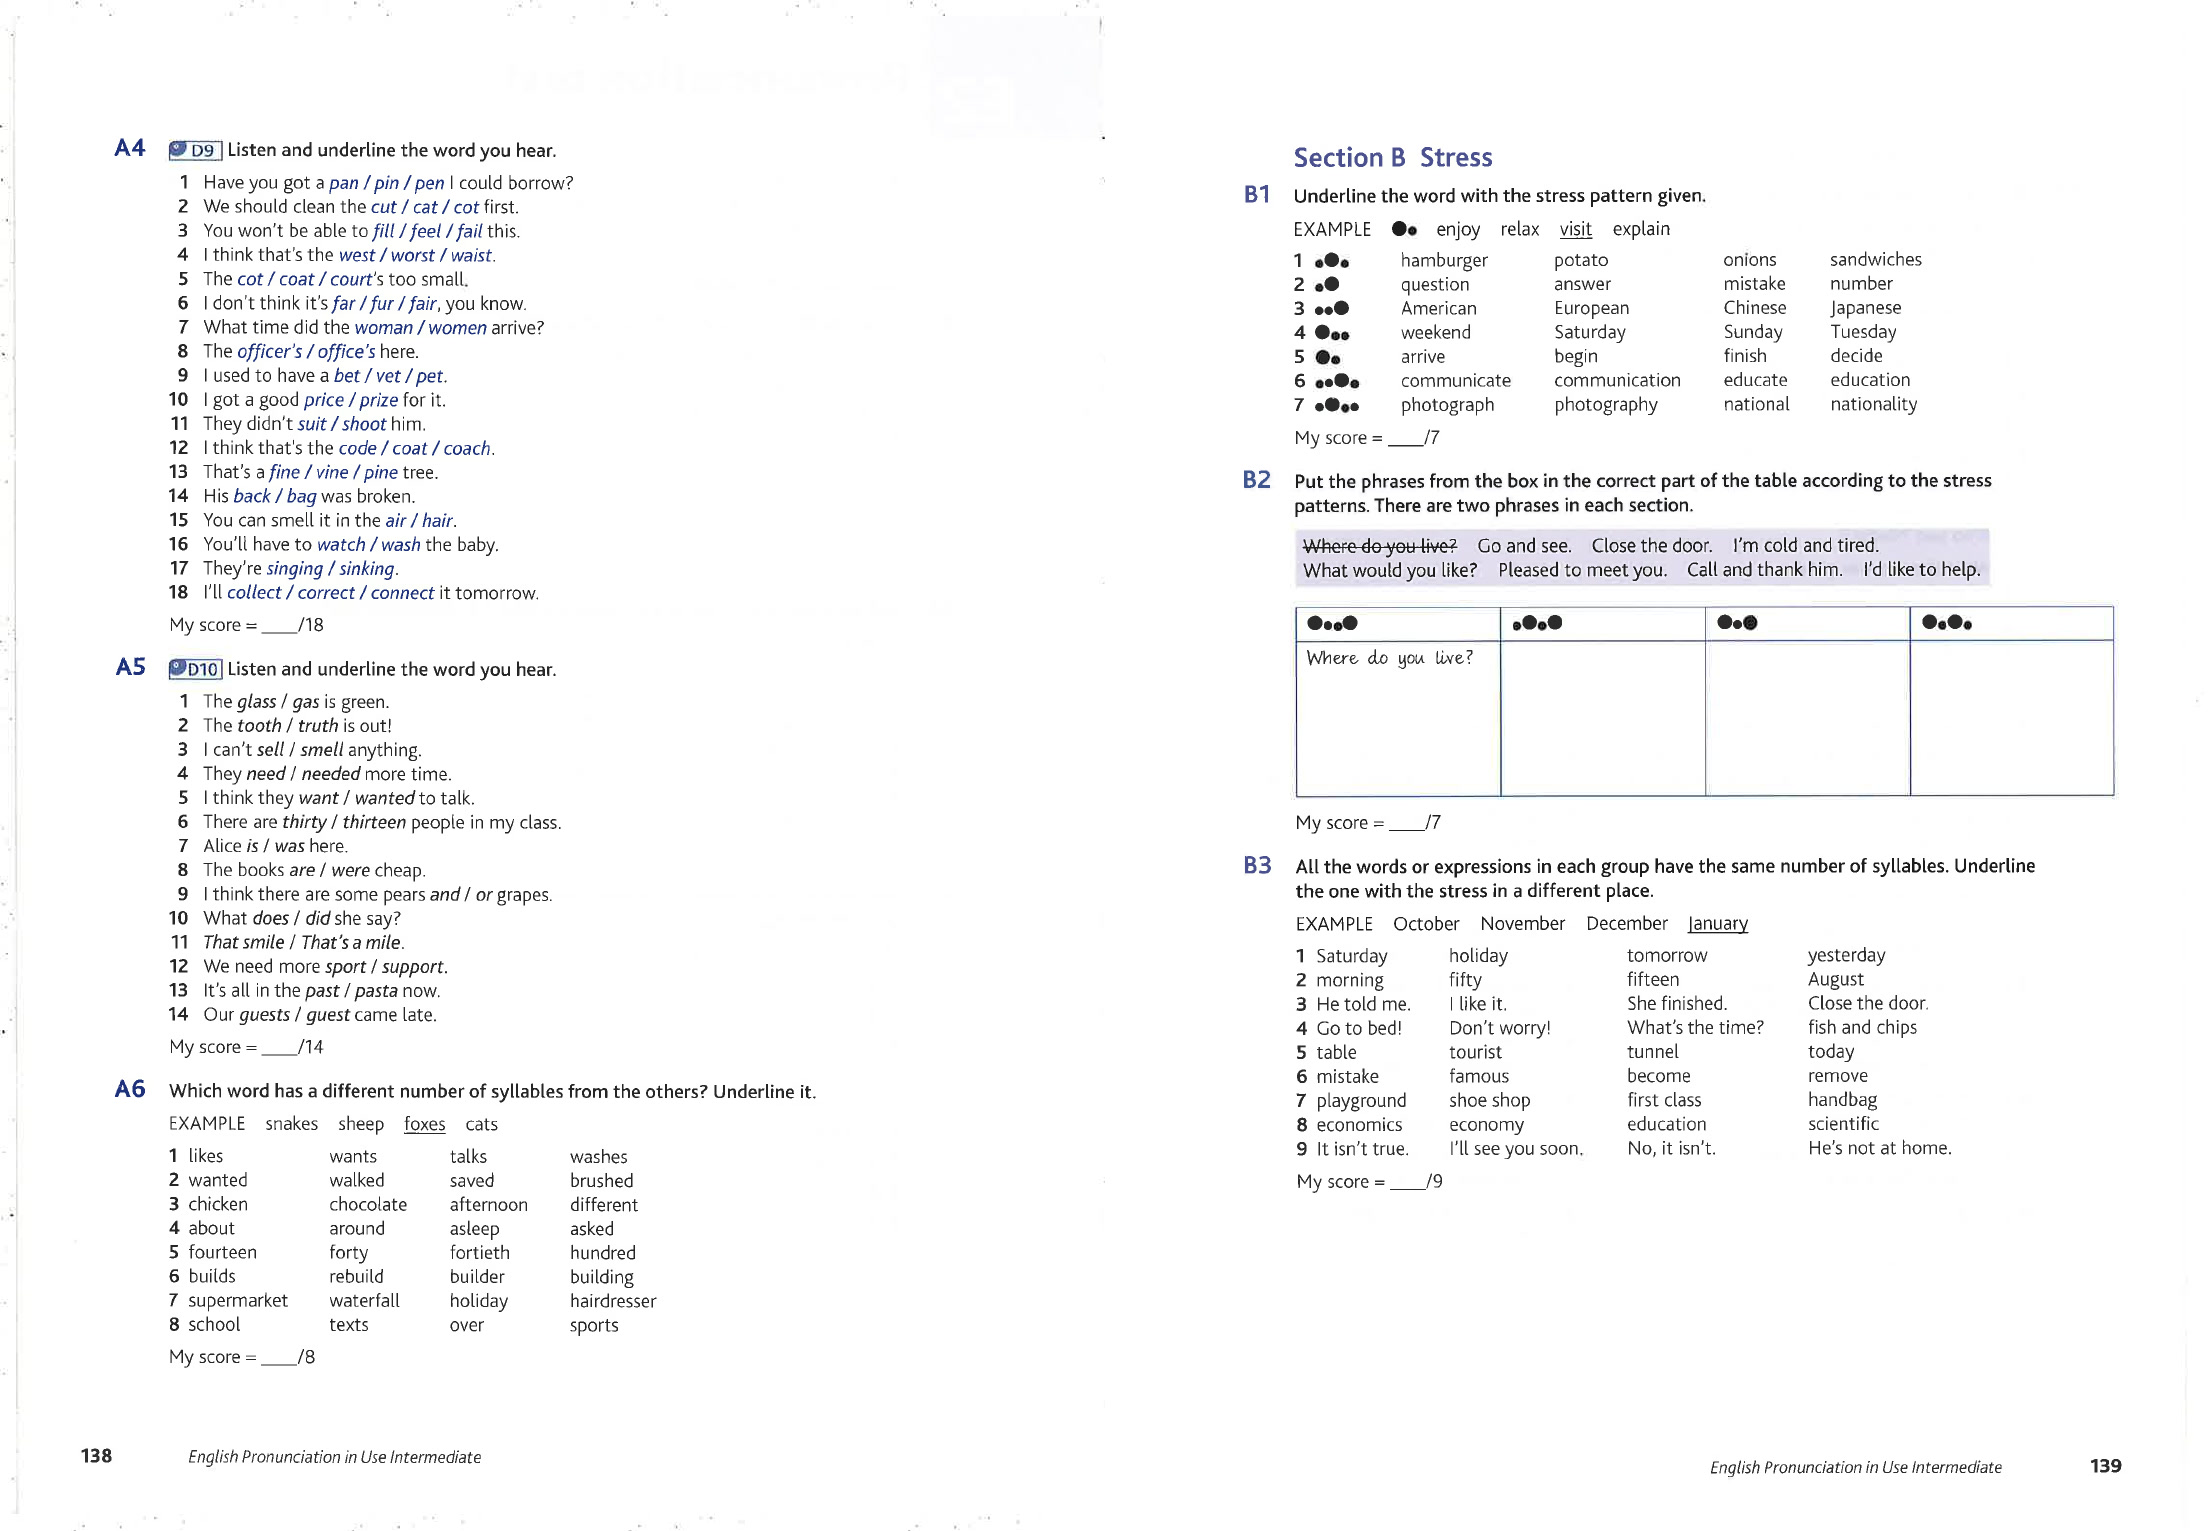 A4 D9 Listen and underline the word you hear.
1 Have you got a pan / pin / pen I could borrow?
2 We should clean the cut / cat / cot first.
3 You won't be able to fill / feel / fail this.
4 I think that's the west / worst / waist.
5 The cot / coat / court's too small.
6 I don't think it's far / fur / fair, you know.
7 What time did the woman / women arrive?
8 The officer's / office's here.
9 I used to have a bet / vet / pet.
10 I got a good price / prize for it.
11 They didn't suit / shoot him.
12 I think that's the code / coat / coach.
13 That's a fine / vine / pine tree.
14 His back / bag was broken.
15 You can smell it in the air / hair.
16 You'll have to watch / wash the baby.
17 They're singing / sinking.
18 I'll collect / correct / connect it tomorrow.
My score = ____/18
A5 D10 Listen and underline the word you hear.
1 The glass / gas is green.
2 The tooth / truth is out!
3 I can't sell / smell anything.
4 They need / needed more time.
5 I think they want / wanted to talk.
6 There are thirty / thirteen people in my class.
7 Alice is / was here.
8 The books are / were cheap.
9 I think there are some pears and / or grapes.
10 What does / did she say?
11 That smile / That's a mile.
12 We need more sport / support.
13 It's all in the past / pasta now.
14 Our guests / guest came late.
My score = ____/14
A6 Which word has a different number of syllables from the others? Underline it.
EXAMPLE snakes sheep foxes cats
1 likes wants talks washes
2 wanted walked saved brushed
3 chicken chocolate afternoon different
4 about around asleep asked
5 fourteen forty fortieth hundred
6 builds rebuild builder building
7 supermarket waterfall holiday hairdresser
8 school texts over sports
My score = ____/8
138 English Pronunciation in Use Intermediate
Section B Stress
B1 Underline the word with the stress pattern given.
EXAMPLE enjoy relax visit explain
1 hamburger potato onions sandwiches
2 question answer mistake number
3 American European Chinese Japanese
4 weekend Saturday Sunday Tuesday
5 arrive begin finish decide
6 communicate communication educate education
7 photograph photography national nationality
My score = ____/7
B2 Put the phrases from the box in the correct part of the table according to the stress
patterns. There are two phrases in each section.
Where do you live? Go and see. Close the door. I'm cold and tired.
What would you like? Pleased to meet you. Call and thank him. I'd like to help.
Where do you live?
My score = ____/7
B3 All the words or expressions in each group have the same number of syllables. Underline
the one with the stress in a different place.
EXAMPLE October November December January
1 Saturday holiday tomorrow yesterday
2 morning fifty fifteen August
3 He told me. I like it. She finished. Close the door.
4 Go to bed! Don't worry! What's the time? fish and chips
5 table tourist tunnel today
6 mistake famous become remove
7 playground shoe shop first class handbag
8 economics economy education scientific
9 It isn't true. I'll see you soon. No, it isn't. He's not at home.
My score = ____/9
English Pronunciation in Use Intermediate 139